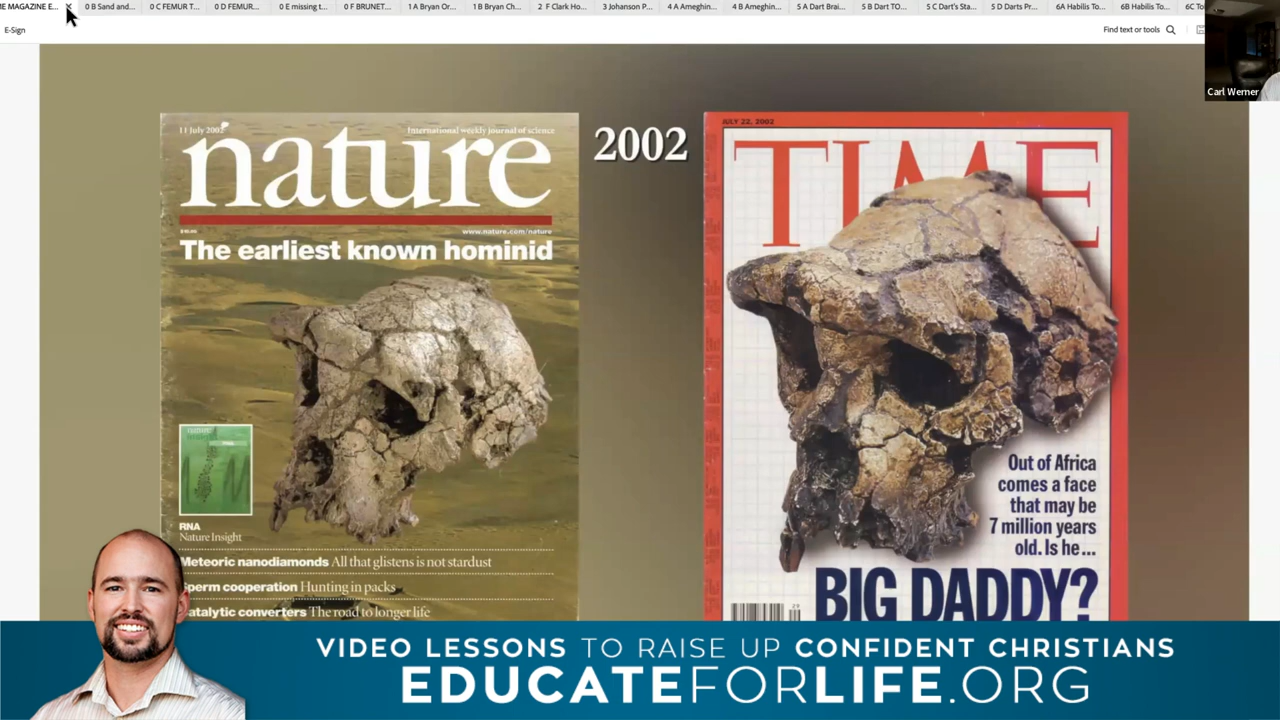 ME MAGAZINE E...
0 B Sand and...
0 C FEMUR T...
0 D FEMUR...
0 E missing t...
0 F BRUNET...
1 A Bryan Or...
1 B Bryan Ch...
2 F Clark Ho...
3 Johanson P...
4 A Ameghin...
4 B Ameghin...
5 A Dart Brai...
5 B Dart TO...
5 C Dart's Sta...
5 D Darts Pr...
6A Habilis To...
6B Habilis To...
6C To
E-Sign
Find text or tools
Carl Werner
11 July 2002
International weekly journal of science
nature
www.nature.com/nature
The earliest known hominid
RNA
Nature Insight
Meteoric nanodiamonds All that glistens is not stardust
Sperm cooperation Hunting in packs
Catalytic converters The road to longer life
2002
JULY 22, 2002
TIME
Out of Africa
comes a face
that may be
7 million years
old. Is he...
BIG DADDY?
VIDEO LESSONS TO RAISE UP CONFIDENT CHRISTIANS
EDUCATEFORLIFE.ORG